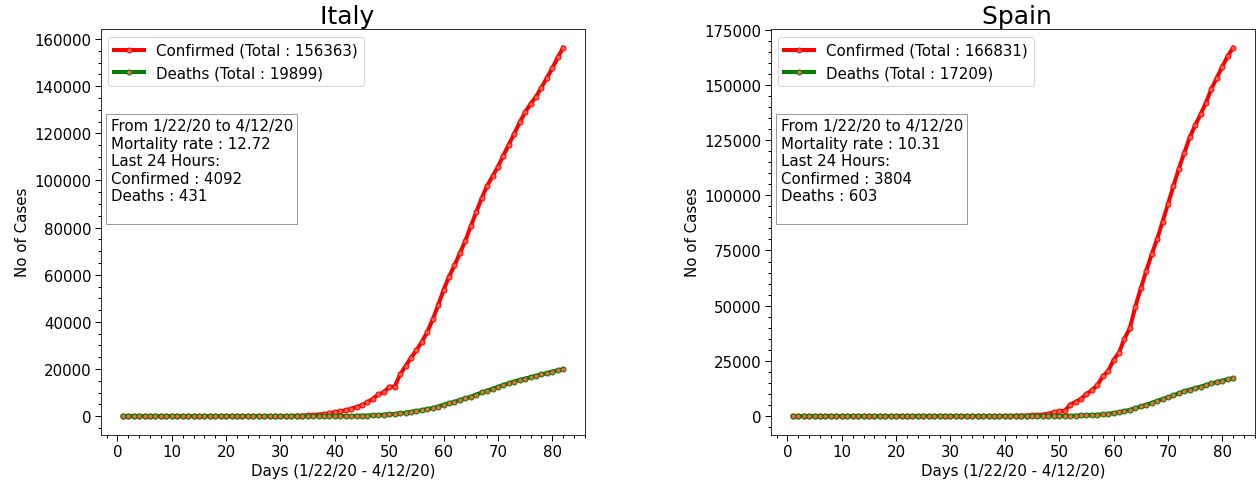 Italy
160000
140000
120000
100000
80000
60000
40000
20000
0
No of Cases
Confirmed (Total : 156363)
Deaths (Total : 19899)
From 1/22/20 to 4/12/20
Mortality rate : 12.72
Last 24 Hours:
Confirmed : 4092
Deaths : 431
0 10 20 30 40 50 60 70 80
Days (1/22/20 - 4/12/20)
Spain
175000
150000
125000
100000
75000
50000
25000
0
No of Cases
Confirmed (Total : 166831)
Deaths (Total : 17209)
From 1/22/20 to 4/12/20
Mortality rate : 10.31
Last 24 Hours:
Confirmed : 3804
Deaths : 603
0 10 20 30 40 50 60 70 80
Days (1/22/20 - 4/12/20)